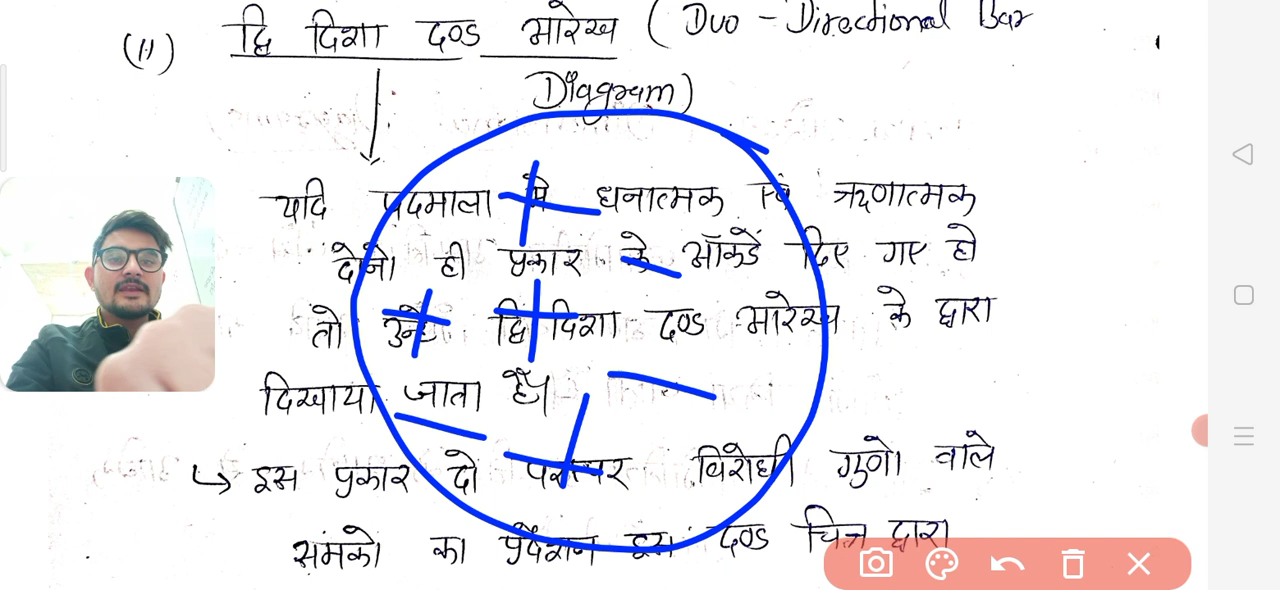 (11) द्वि दिशा दण्ड आरेख (Duo-Directional Bar
Diagram)
यदि पदमाला में धनात्मक एवं ऋणात्मक
दोनो ही प्रकार के आँकडें दिए गए हो
तो उन्हें द्वि दिशा दण्ड आरेख के द्वारा
दिखाया जाता है।
↳ इस प्रकार दो परस्पर विरोधी गुणो वाले
समंको का प्रदर्शन इस दण्ड चित्र द्वारा